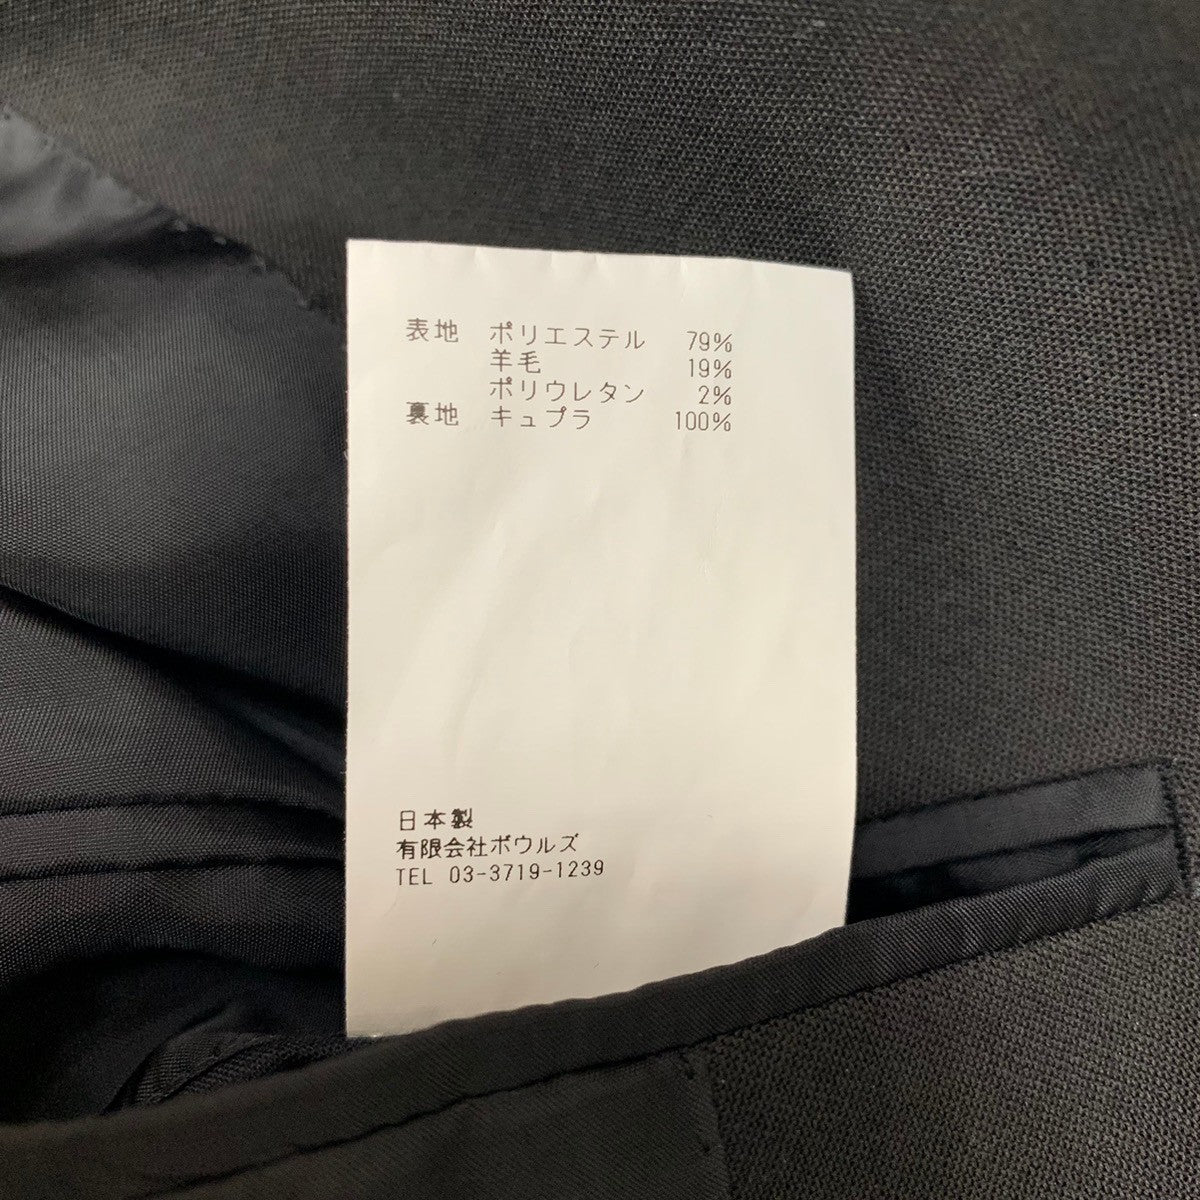 表地 ポリエステル 79%
羊毛 19%
ポリウレタン 2%
裏地 キュプラ 100%
日本製
有限会社ボウルズ
TEL 03-3719-1239